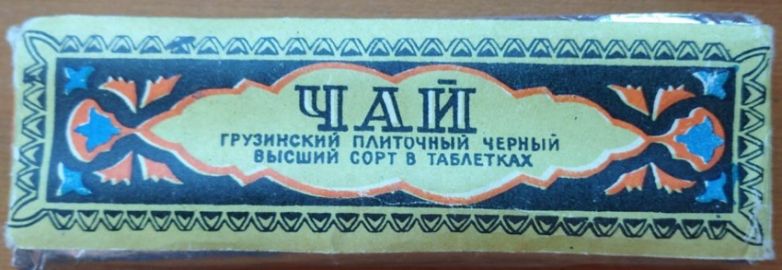 ЧАЙ
ГРУЗИНСКИЙ ПЛИТОЧНЫЙ ЧЕРНЫЙ
ВЫСШИЙ СОРТ В ТАБЛЕТКАХ